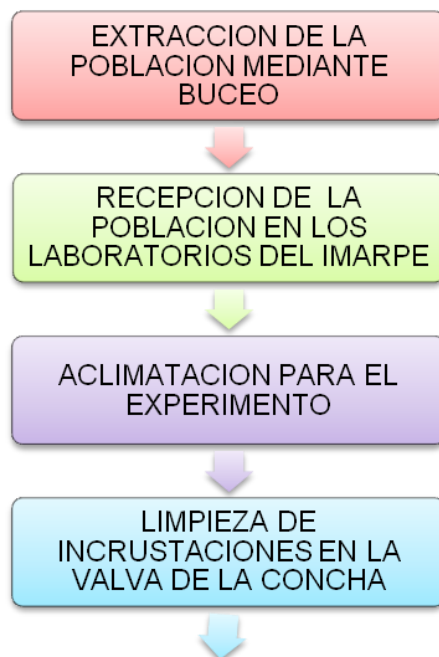 EXTRACCION DE LA
POBLACION MEDIANTE
BUCEO
RECEPCION DE LA
POBLACION EN LOS
LABORATORIOS DEL IMARPE
ACLIMATACION PARA EL
EXPERIMENTO
LIMPIEZA DE
INCRUSTACIONES EN LA
VALVA DE LA CONCHA